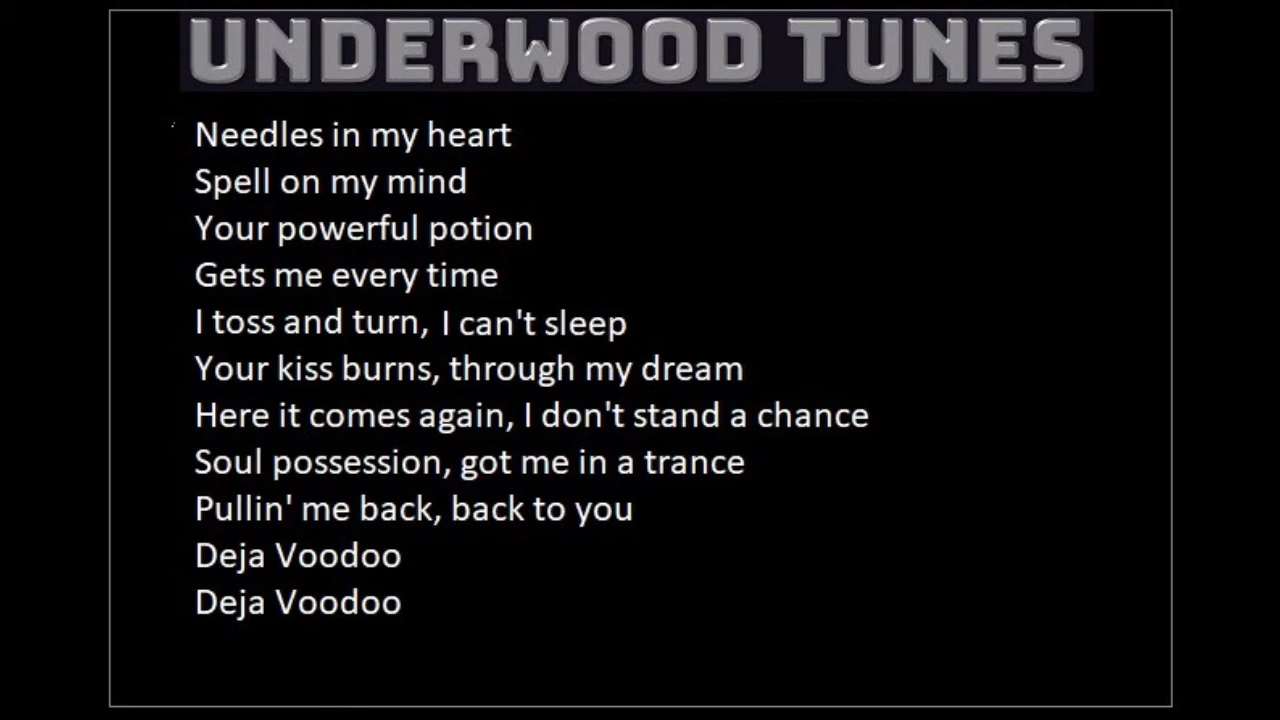 UNDERWOOD TUNES
Needles in my heart
Spell on my mind
Your powerful potion
Gets me every time
I toss and turn, I can't sleep
Your kiss burns, through my dream
Here it comes again, I don't stand a chance
Soul possession, got me in a trance
Pullin' me back, back to you
Deja Voodoo
Deja Voodoo